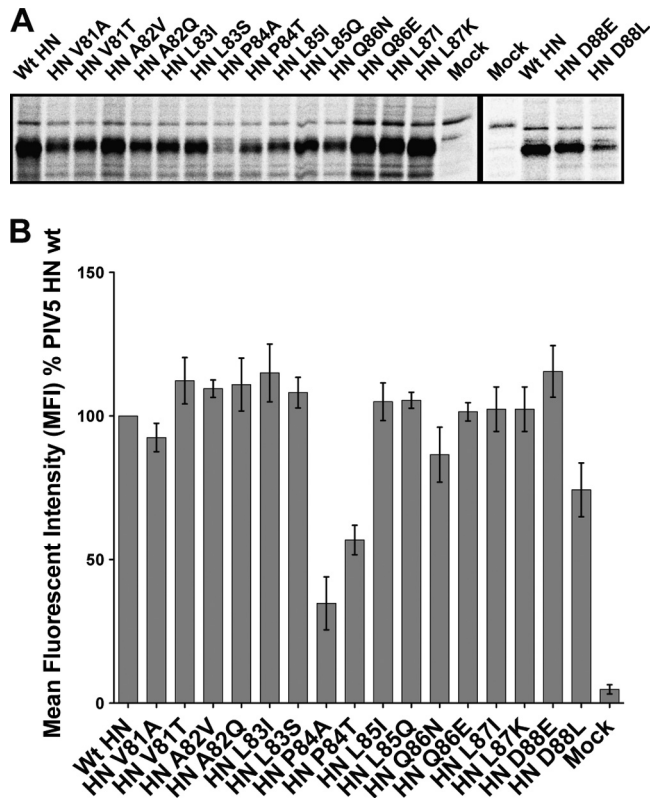 A
Wt HN
HN V81A
HN V81T
HN A82V
HN A82Q
HN L83I
HN L83S
HN P84A
HN P84T
HN L85I
HN L85Q
HN Q86N
HN Q86E
HN L87I
HN L87K
Mock
Mock
Wt HN
HN D88E
HN D88L
B
Mean Fluorescent Intensity (MFI) % PIV5 HN wt
150
100
50
0
Wt HN
HN V81A
HN V81T
HN A82V
HN A82Q
HN L83I
HN L83S
HN P84A
HN P84T
HN L85I
HN L85Q
HN Q86N
HN Q86E
HN L87I
HN L87K
HN D88E
HN D88L
Mock